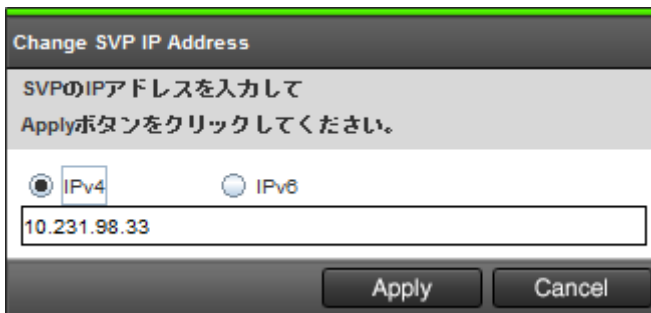 Change SVP IP Address
SVPのIPアドレスを入力して
Applyボタンをクリックしてください。
IPv4 IPv6
10.231.98.33
Apply Cancel